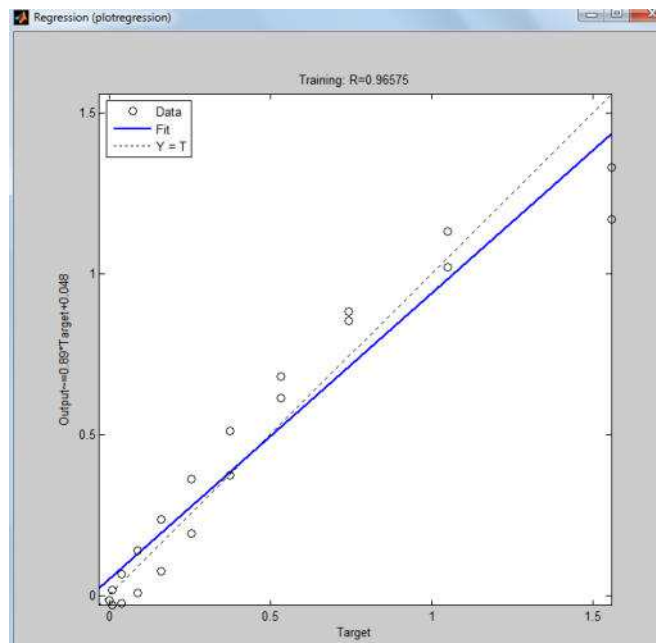 Regression (plotregression)
Training: R=0.96575
Data
Fit
Y = T
Output~=0.89*Target+0.048
1.5
1
0.5
0
0
0.5
1
1.5
Target